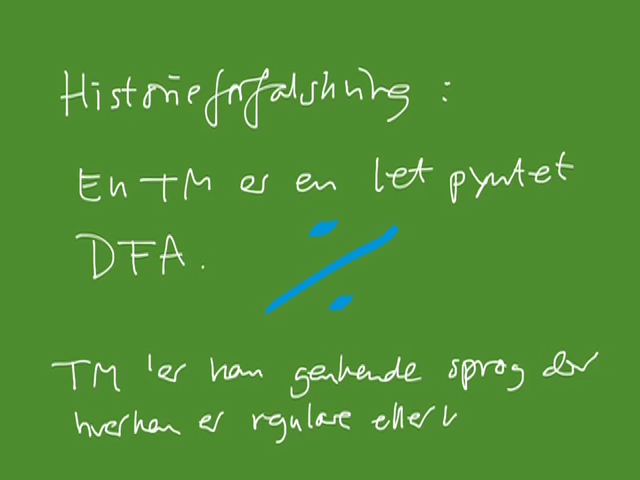 Historieforfalskning :
En TM er en let pyntet
DFA.
TM 'er kan genkende sprog der
hverken er regulære eller